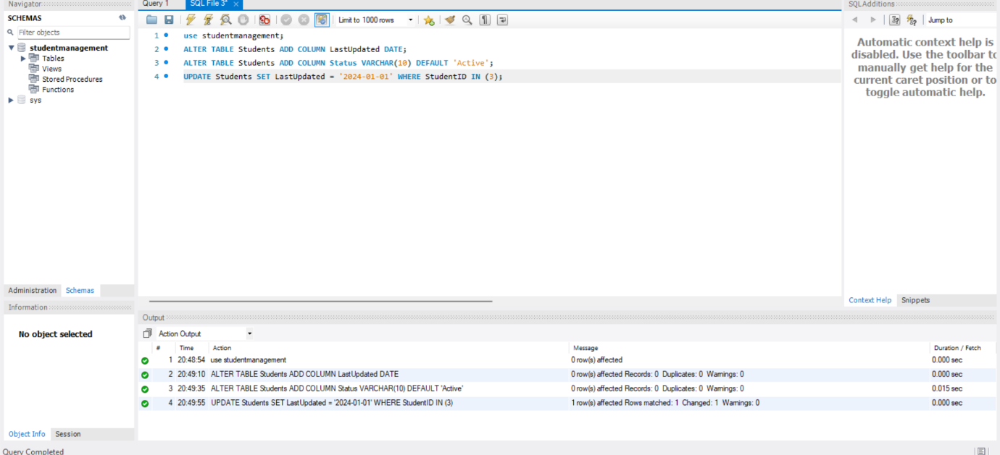 Navigator
SCHEMAS
Filter objects
studentmanagement
Tables
Views
Stored Procedures
Functions
sys
Administration Schemas
Information
No object selected
Object Info Session
Query Completed
Query 1 SQL File 3* ×
Limit to 1000 rows
1 use studentmanagement;
2 ALTER TABLE Students ADD COLUMN LastUpdated DATE;
3 ALTER TABLE Students ADD COLUMN Status VARCHAR(10) DEFAULT 'Active';
4 UPDATE Students SET LastUpdated = '2024-01-01' WHERE StudentID IN (3);
SQLAdditions
Jump to
Automatic context help is
disabled. Use the toolbar to
manually get help for the
current caret position or to
toggle automatic help.
Context Help Snippets
Output
Action Output
# Time Action Message Duration / Fetch
1 20:48:54 use studentmanagement 0 row(s) affected 0.000 sec
2 20:49:10 ALTER TABLE Students ADD COLUMN LastUpdated DATE 0 row(s) affected Records: 0 Duplicates: 0 Warnings: 0 0.000 sec
3 20:49:35 ALTER TABLE Students ADD COLUMN Status VARCHAR(10) DEFAULT 'Active' 0 row(s) affected Records: 0 Duplicates: 0 Warnings: 0 0.015 sec
4 20:49:55 UPDATE Students SET LastUpdated = '2024-01-01' WHERE StudentID IN (3) 1 row(s) affected Rows matched: 1 Changed: 1 Warnings: 0 0.000 sec